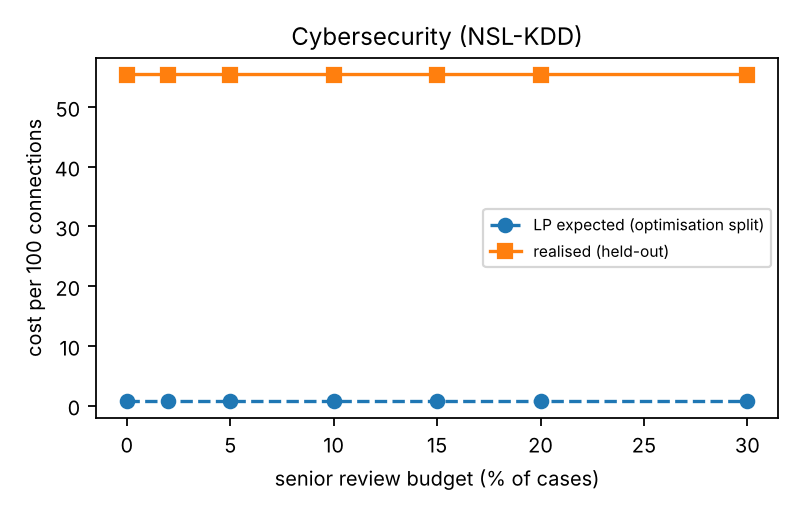 Cybersecurity (NSL-KDD)
cost per 100 connections
50
40
30
20
10
0
LP expected (optimisation split)
realised (held-out)
0 5 10 15 20 25 30
senior review budget (% of cases)